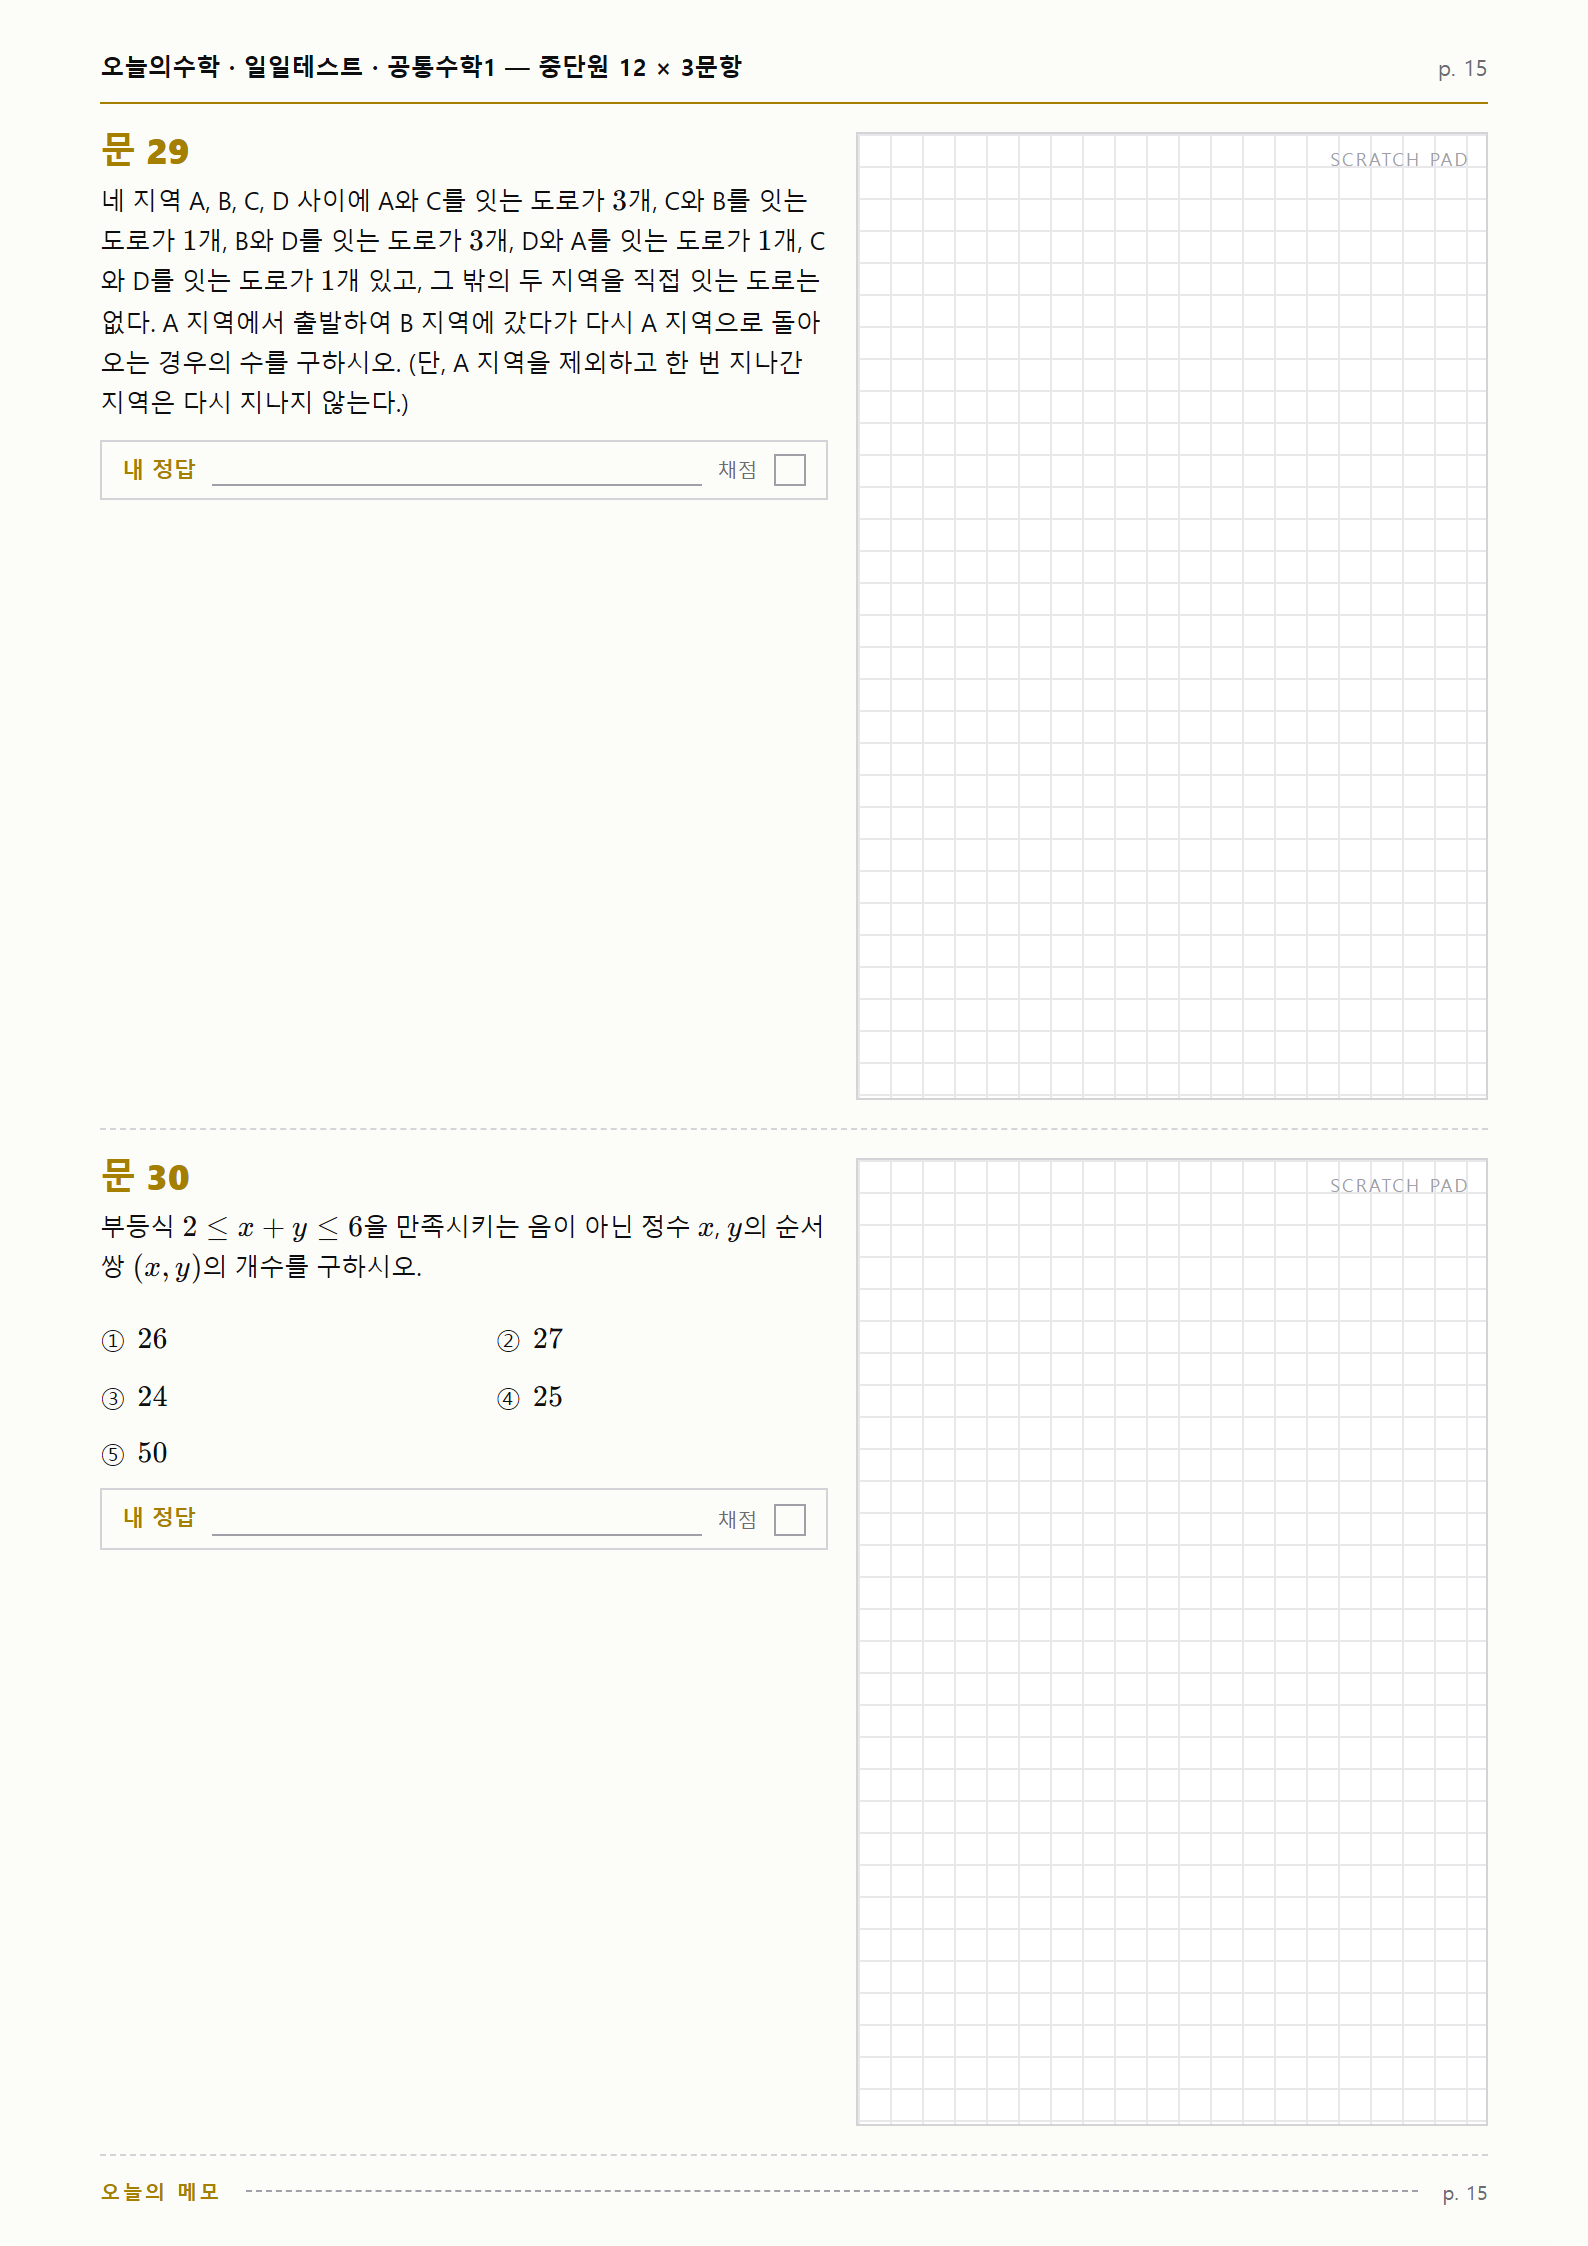 오늘의수학 · 일일테스트 · 공통수학1 — 중단원 12 × 3문항
p. 15
문 29
SCRATCH PAD
네 지역 A, B, C, D 사이에 A와 C를 잇는 도로가 3개, C와 B를 잇는
도로가 1개, B와 D를 잇는 도로가 3개, D와 A를 잇는 도로가 1개, C
와 D를 잇는 도로가 1개 있고, 그 밖의 두 지역을 직접 잇는 도로는
없다. A 지역에서 출발하여 B 지역에 갔다가 다시 A 지역으로 돌아
오는 경우의 수를 구하시오. (단, A 지역을 제외하고 한 번 지나간
지역은 다시 지나지 않는다.)
내 정답 채점
문 30
SCRATCH PAD
부등식 2 ≤ x + y ≤ 6을 만족시키는 음이 아닌 정수 x, y의 순서
쌍 (x, y)의 개수를 구하시오.
① 26 ② 27
③ 24 ④ 25
⑤ 50
내 정답 채점
오늘의 메모 p. 15